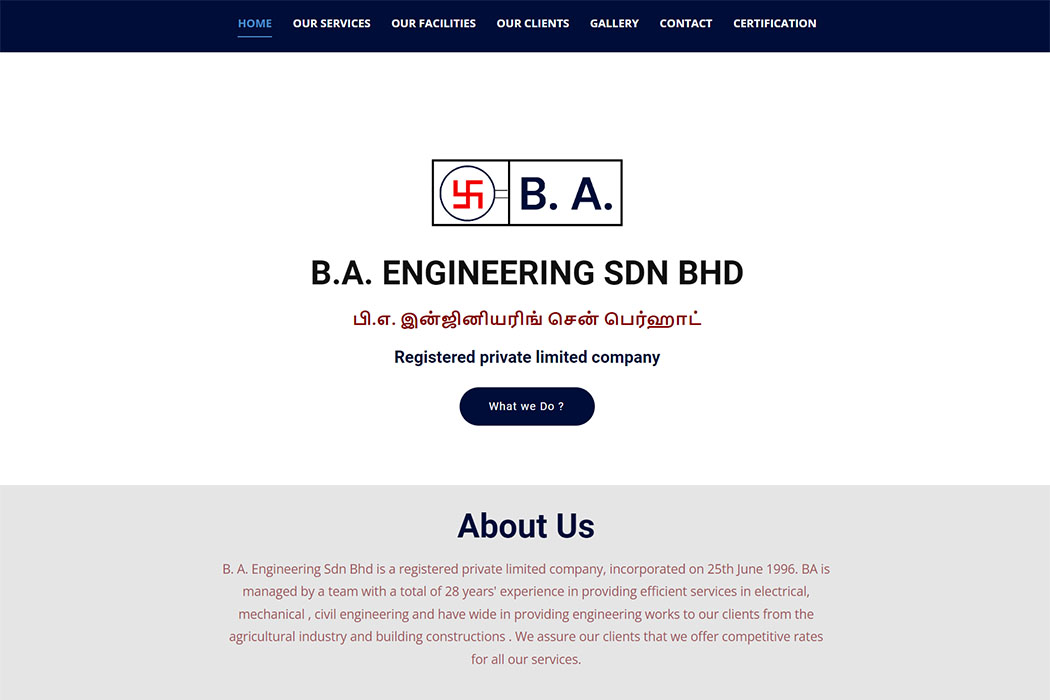 HOME OUR SERVICES OUR FACILITIES OUR CLIENTS GALLERY CONTACT CERTIFICATION
B. A.
B.A. ENGINEERING SDN BHD
பி.எ. இன்ஜினியரிங் சென் பெர்ஹாட்
Registered private limited company
What we Do ?
About Us
B. A. Engineering Sdn Bhd is a registered private limited company, incorporated on 25th June 1996. BA is
managed by a team with a total of 28 years' experience in providing efficient services in electrical,
mechanical , civil engineering and have wide in providing engineering works to our clients from the
agricultural industry and building constructions . We assure our clients that we offer competitive rates
for all our services.